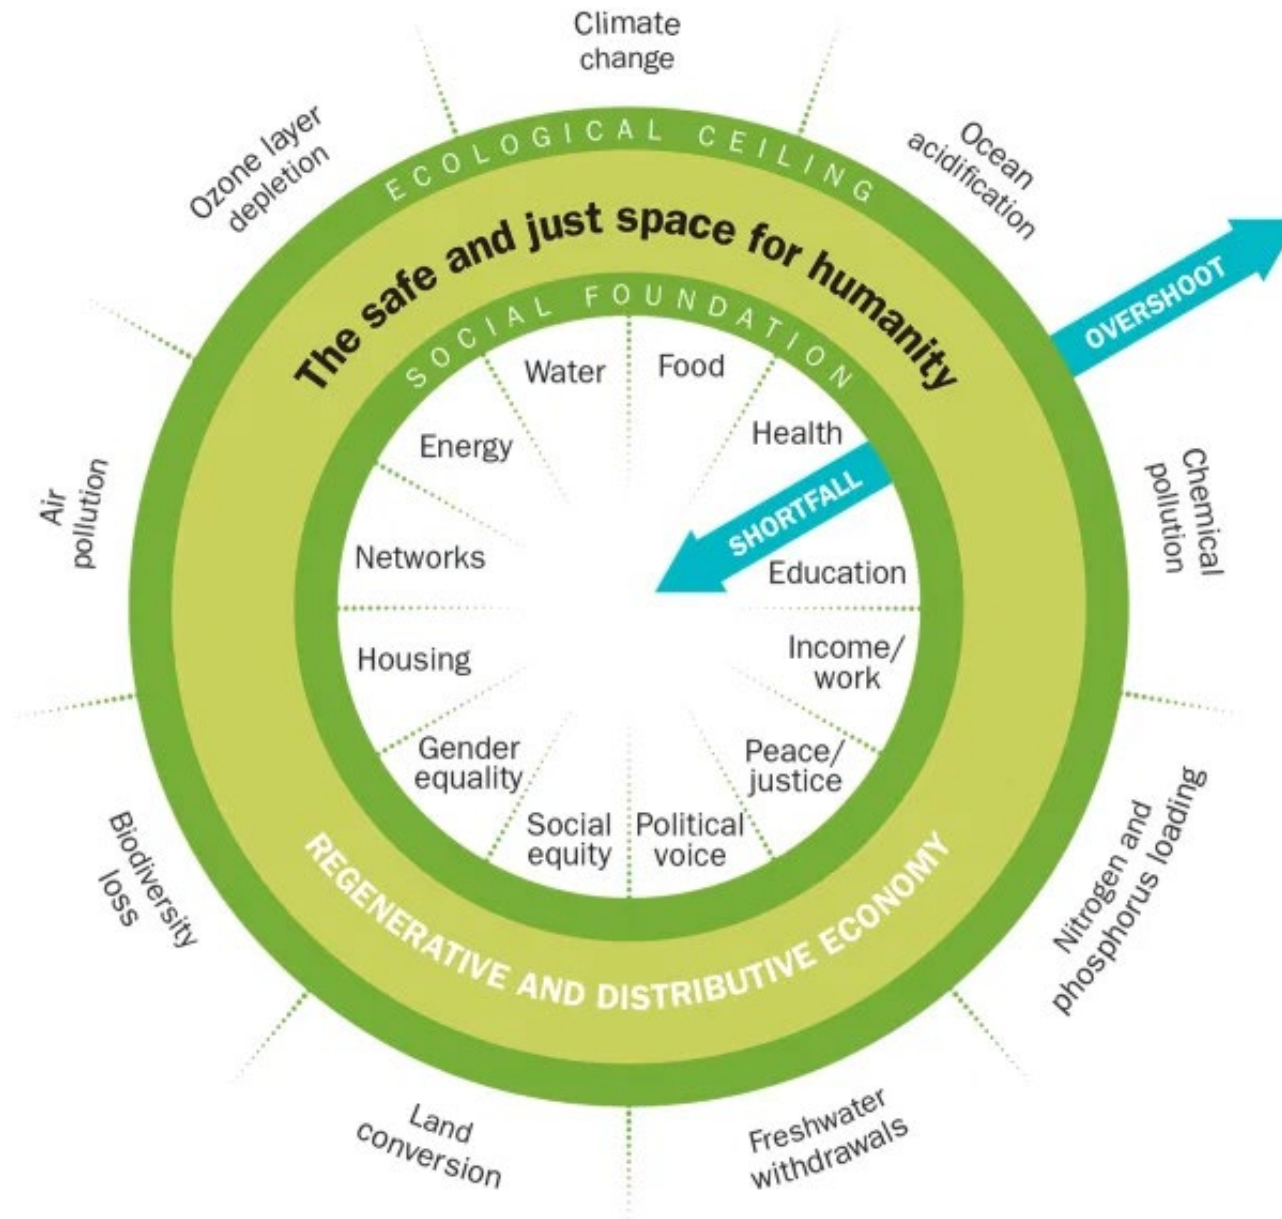 Climate
change
Ocean
acidification
OVERSHOOT
Chemical
pollution
Nitrogen and
phosphorus loading
Freshwater
withdrawals
Land
conversion
Biodiversity
loss
Air
pollution
Ozone layer
depletion
ECOLOGICAL CEILING
The safe and just space for humanity
SOCIAL FOUNDATION
Water
Food
Health
SHORTFALL
Education
Income/
work
Peace/
justice
Political
voice
Social
equity
Gender
equality
Housing
Networks
Energy
REGENERATIVE AND DISTRIBUTIVE ECONOMY